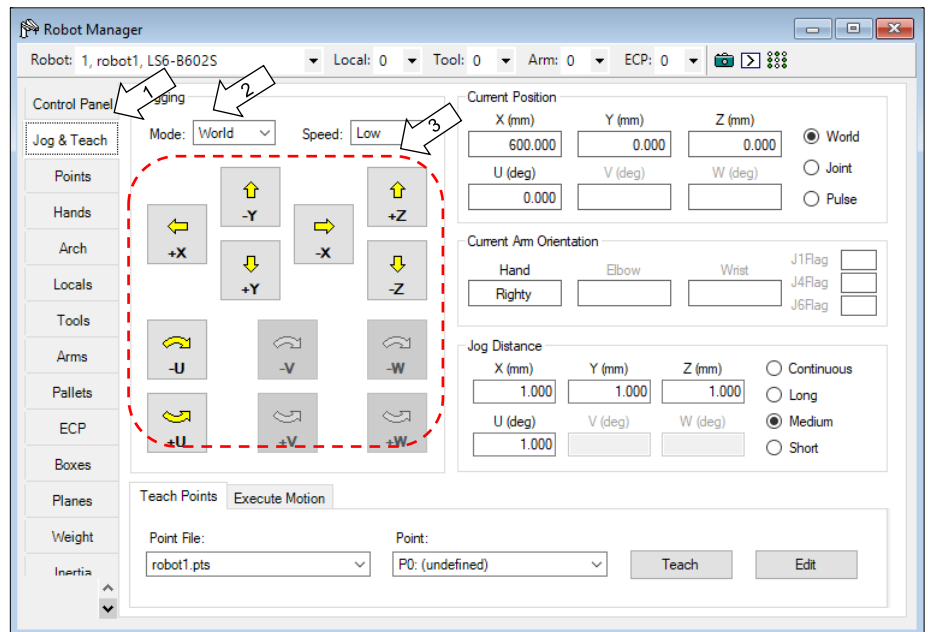 Robot Manager
Robot: 1, robot1, LS6-B602S Local: 0 Tool: 0 Arm: 0 ECP: 0
Control Panel
Jog & Teach
Points
Hands
Arch
Locals
Tools
Arms
Pallets
ECP
Boxes
Planes
Weight
Inertia
1
2
3
Mode: World Speed: Low
-Y +Z
+X -X
+Y -Z
-U -V -W
+U +V +W
Current Position
X (mm) Y (mm) Z (mm)
600.000 0.000 0.000
U (deg) V (deg) W (deg)
0.000
World
Joint
Pulse
Current Arm Orientation
Hand Elbow Wrist
Righty
J1Flag
J4Flag
J6Flag
Jog Distance
X (mm) Y (mm) Z (mm)
1.000 1.000 1.000
U (deg) V (deg) W (deg)
1.000
Continuous
Long
Medium
Short
Teach Points Execute Motion
Point File: Point:
robot1.pts P0: (undefined) Teach Edit